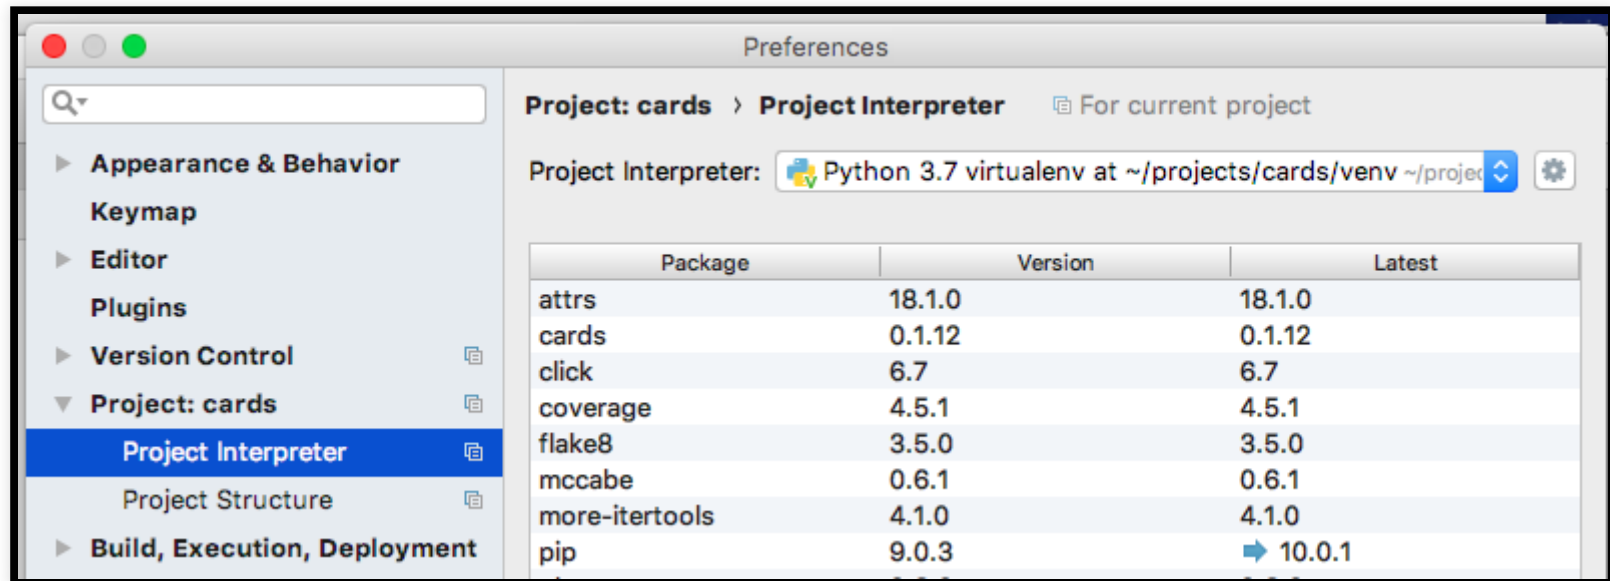 Preferences
Appearance & Behavior
Keymap
Editor
Plugins
Version Control
Project: cards
Project Interpreter
Project Structure
Build, Execution, Deployment
Project: cards › Project Interpreter For current project
Project Interpreter: Python 3.7 virtualenv at ~/projects/cards/venv
Package Version Latest
attrs 18.1.0 18.1.0
cards 0.1.12 0.1.12
click 6.7 6.7
coverage 4.5.1 4.5.1
flake8 3.5.0 3.5.0
mccabe 0.6.1 0.6.1
more-itertools 4.1.0 4.1.0
pip 9.0.3 10.0.1